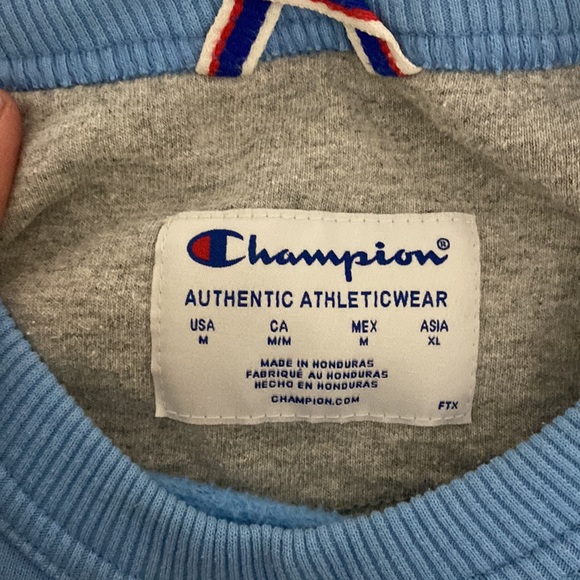 Champion®
AUTHENTIC ATHLETICWEAR
USA CA MEX ASIA
M M/M M XL
MADE IN HONDURAS
FABRIQUÉ AU HONDURAS
HECHO EN HONDURAS
CHAMPION.COM
FTX